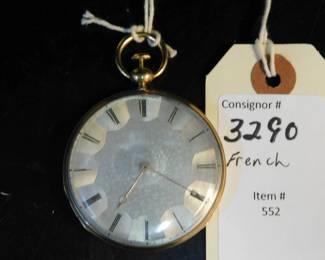 Consignor #
3290
French
Item #
552